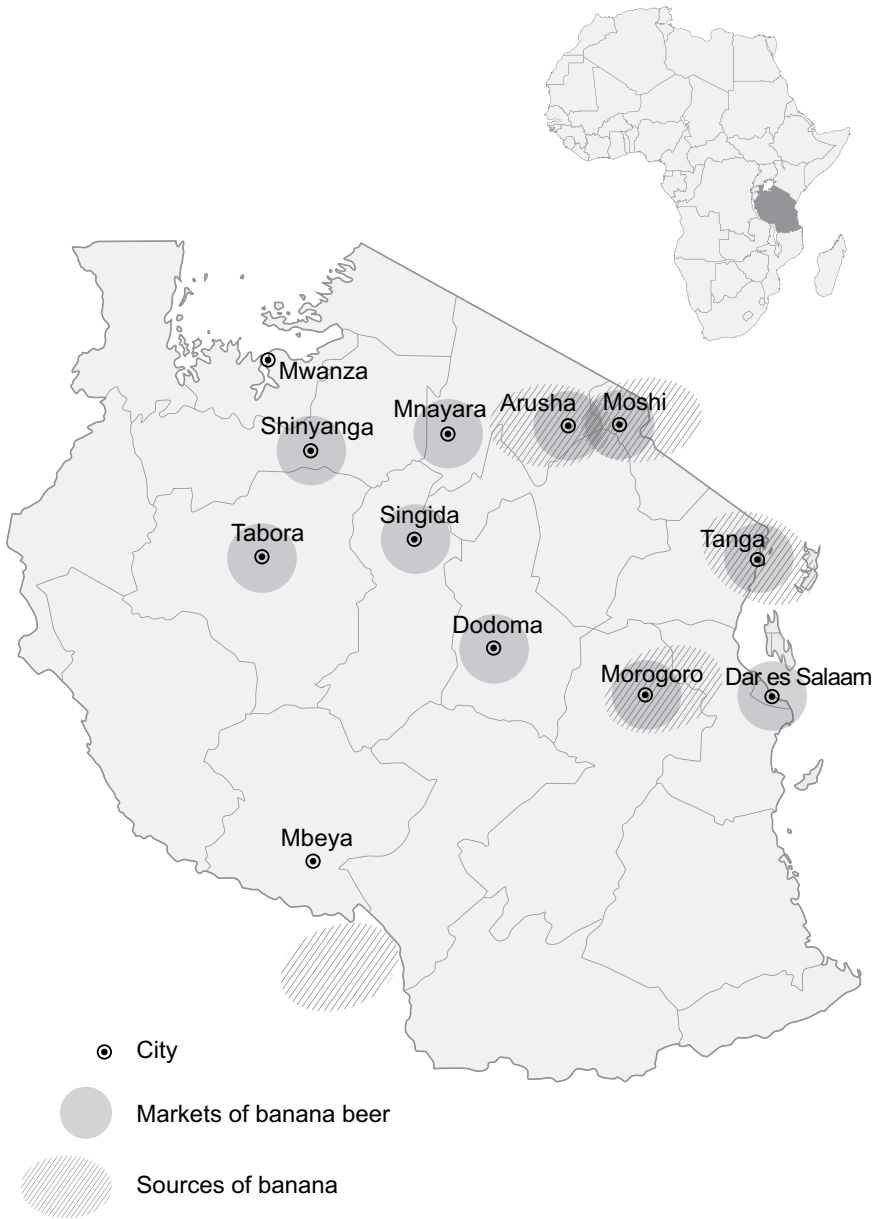 Mwanza
Shinyanga
Mnayara
Arusha
Moshi
Tabora
Singida
Tanga
Dodoma
Morogoro
Dar es Salaam
Mbeya
City
Markets of banana beer
Sources of banana